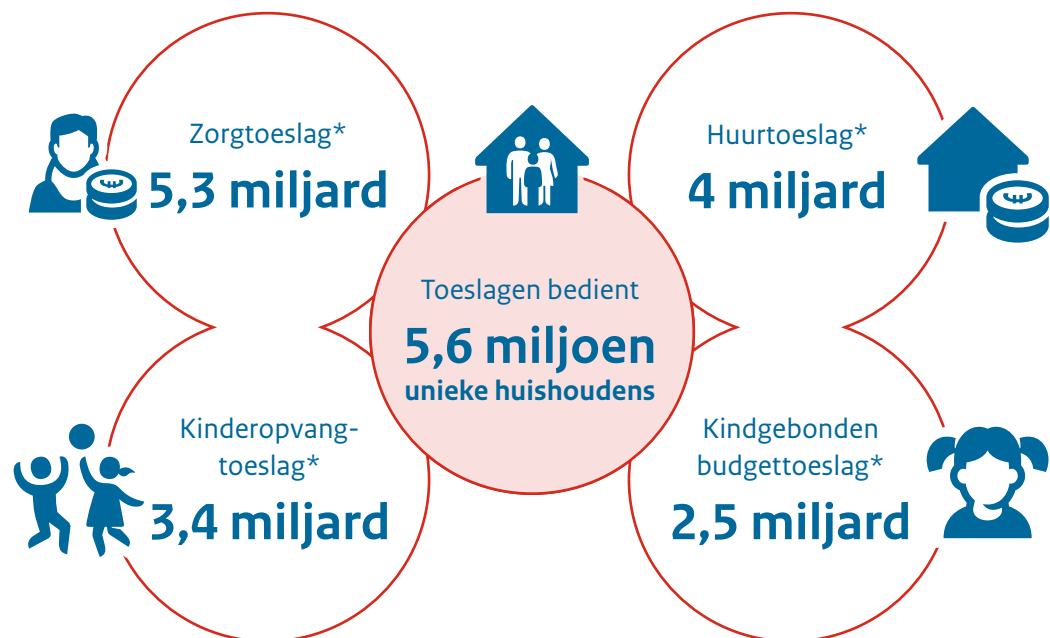 Zorgtoeslag*
5,3 miljard
Huurtoeslag*
4 miljard
Toeslagen bedient
5,6 miljoen
unieke huishoudens
Kinderopvang-
toeslag*
3,4 miljard
Kindgebonden
budgettoeslag*
2,5 miljard